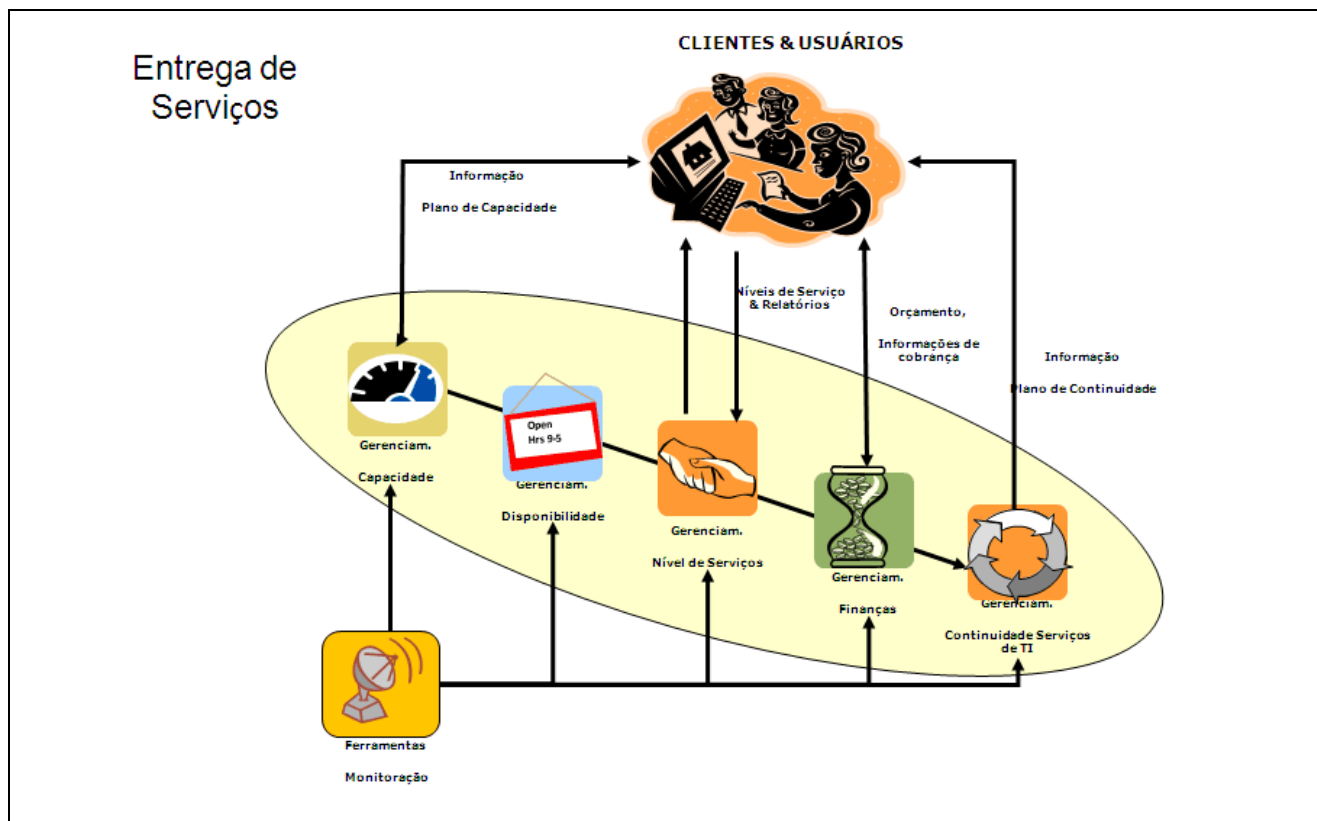 Entrega de
Serviços
CLIENTES & USUÁRIOS
Informação
Plano de Capacidade
Níveis de Serviço
& Relatórios
Orçamento,
Informações de
cobrança
Informação
Plano de Continuidade
Gerenciam.
Capacidade
Open
Hrs 9-5
Gerenciam.
Disponibilidade
Gerenciam.
Nível de Serviços
Gerenciam.
Finanças
Gerenciam.
Continuidade Serviços
de TI
Ferramentas
Monitoração